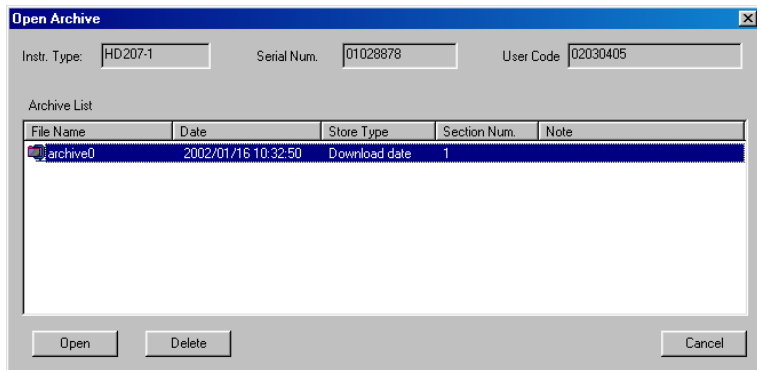 Open Archive
Instr. Type: HD207-1 Serial Num. 01028878 User Code 02030405
Archive List
File Name Date Store Type Section Num. Note
archive0 2002/01/16 10:32:50 Download date 1
Open Delete Cancel